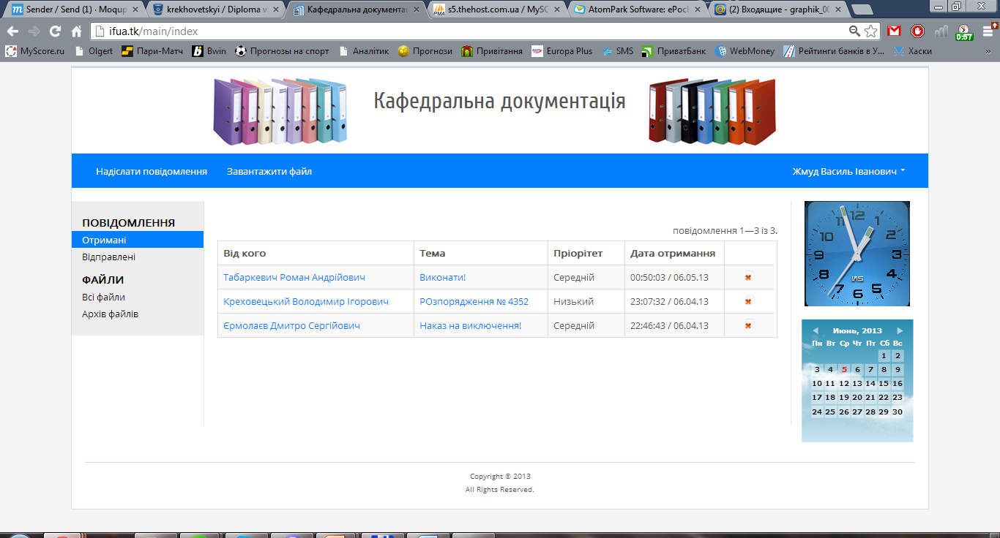 Sender / Send (1) · Moqup
krekhovetskyi / Diploma w
Кафедральна документац
s5.thehost.com.ua / MySQ
AtomPark Software: ePoc
(2) Входящие - graphik_0
ifua.tk/main/index
0:57
MyScore.ru Olgert Пари-Матч Bwin Прогнозы на спорт Аналітик Прогнози Привітання Europa Plus SMS ПриватБанк WebMoney Рейтинги банків в У... Хаски »
Кафедральна документація
Надіслати повідомлення Завантажити файл Жмуд Василь Іванович
ПОВІДОМЛЕННЯ
Отримані
Відправлені
ФАЙЛИ
Всі файли
Архів файлів
повідомлення 1—3 із 3.
Від кого Тема Пріорітет Дата отримання
Табаркевич Роман Андрійович Виконати! Середній 00:50:03 / 06.05.13
Креховецький Володимир Ігорович РОзпорядження № 4352 Низький 23:07:32 / 06.04.13
Єрмолаєв Дмитро Сергійович Наказ на виключення! Середній 22:46:43 / 06.04.13
12 1 2 3 4 5 6 7 8 9 10 11
Июнь, 2013
Пн Вт Ср Чт Пт Сб Вс
1 2
3 4 5 6 7 8 9
10 11 12 13 14 15 16
17 18 19 20 21 22 23
24 25 26 27 28 29 30
Copyright © 2013
All Rights Reserved.